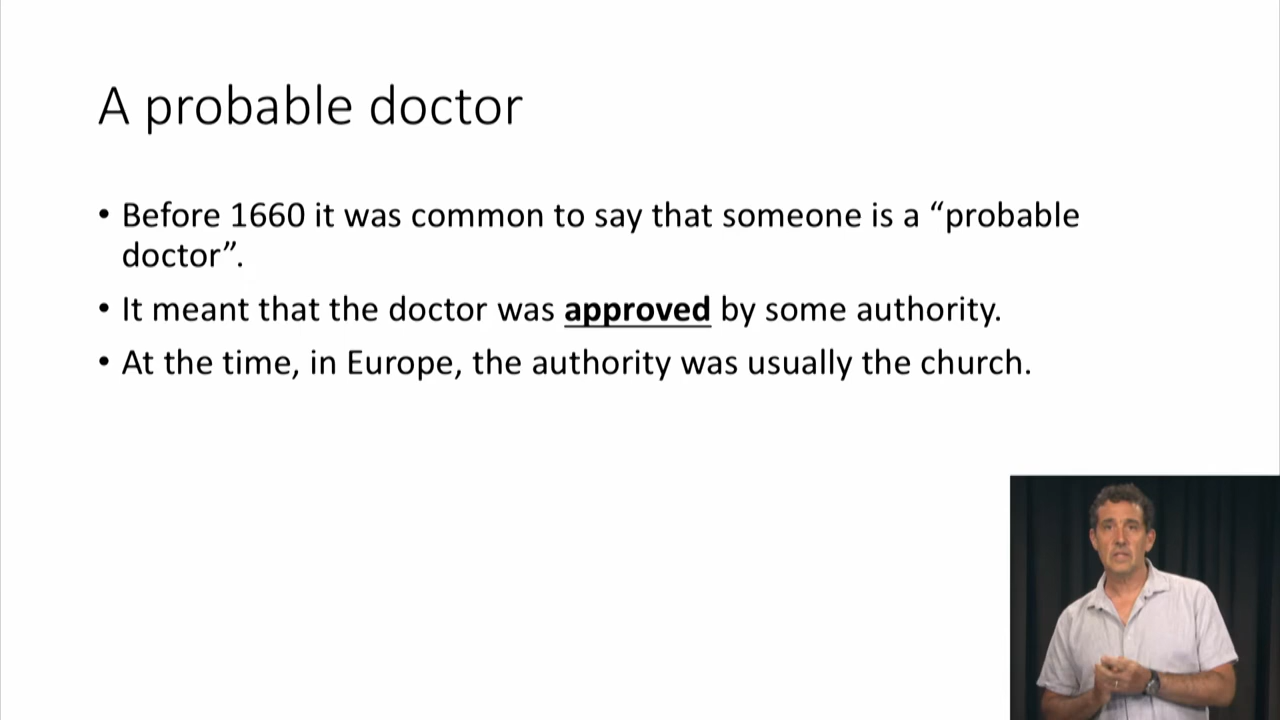 A probable doctor
• Before 1660 it was common to say that someone is a “probable
doctor”.
• It meant that the doctor was approved by some authority.
• At the time, in Europe, the authority was usually the church.